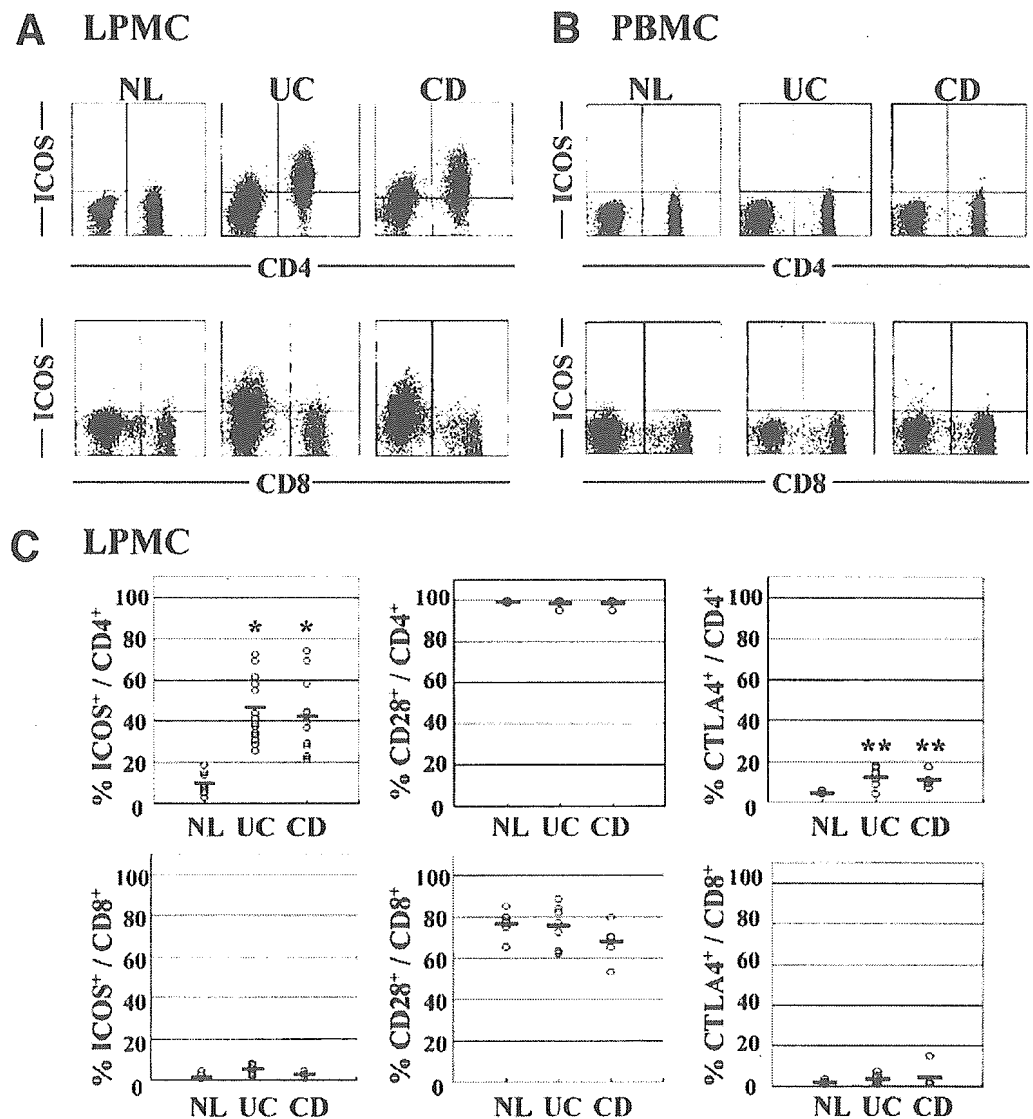 A LPMC
B PBMC
NL UC CD
NL UC CD
ICOS
ICOS
CD4
CD4
ICOS
ICOS
CD8
CD8
C LPMC
% ICOS+ / CD4+
100
80
60
40
20
0
* *
NL UC CD
% CD28+ / CD4+
100
80
60
40
20
0
NL UC CD
% CTLA4+ / CD4+
100
80
60
40
20
0
** **
NL UC CD
% ICOS+ / CD8+
100
80
60
40
20
0
NL UC CD
% CD28+ / CD8+
100
80
60
40
20
0
NL UC CD
% CTLA4+ / CD8+
100
80
60
40
20
0
NL UC CD